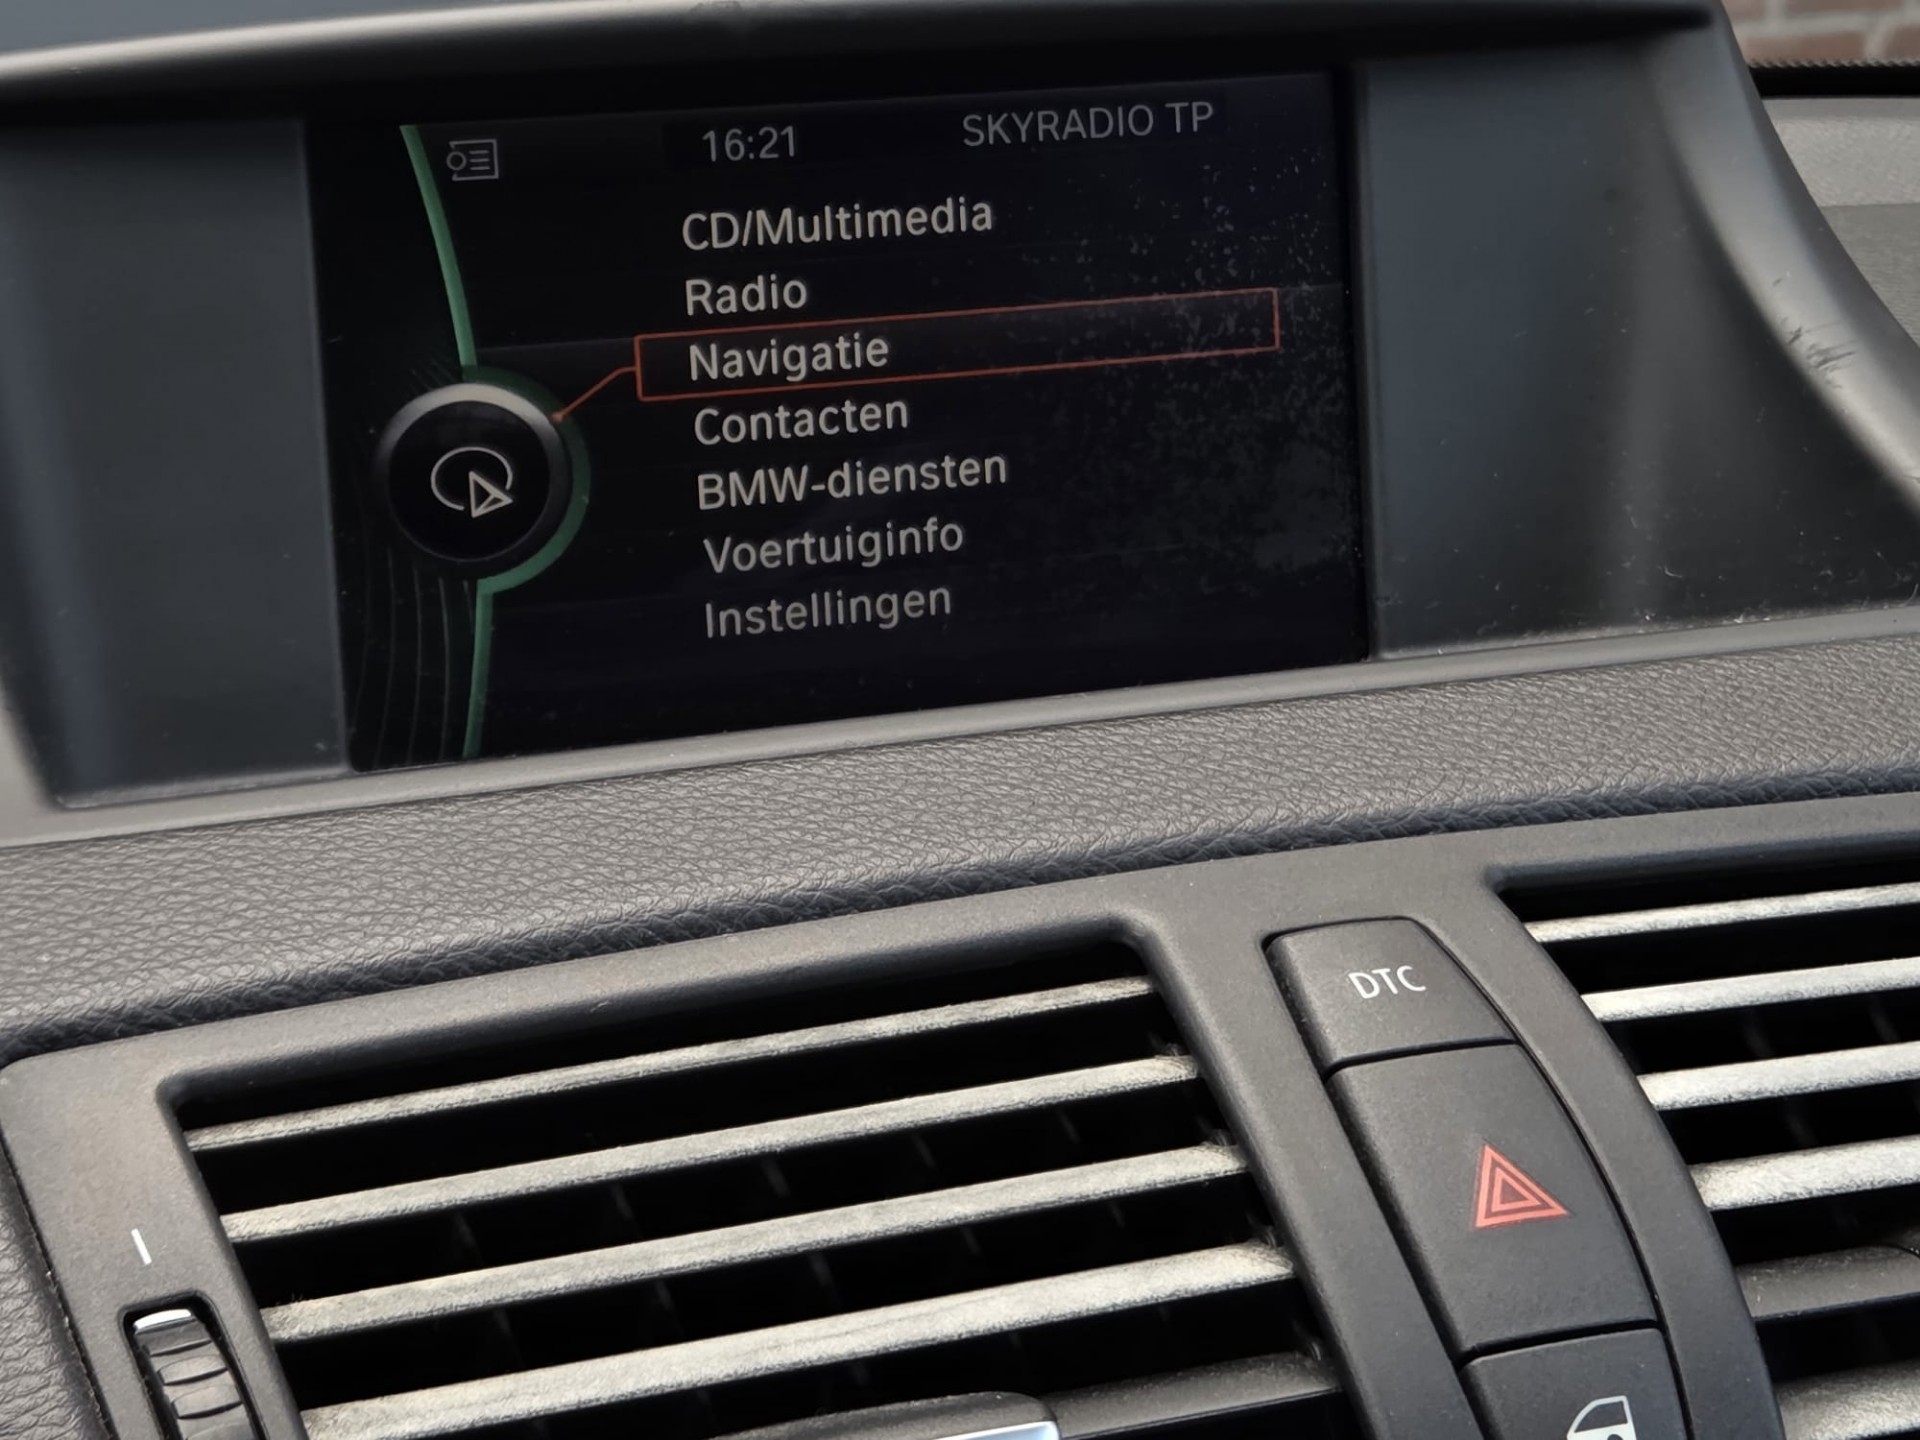 16:21 SKYRADIO TP
CD/Multimedia
Radio
Navigatie
Contacten
BMW-diensten
Voertuiginfo
Instellingen
DTC